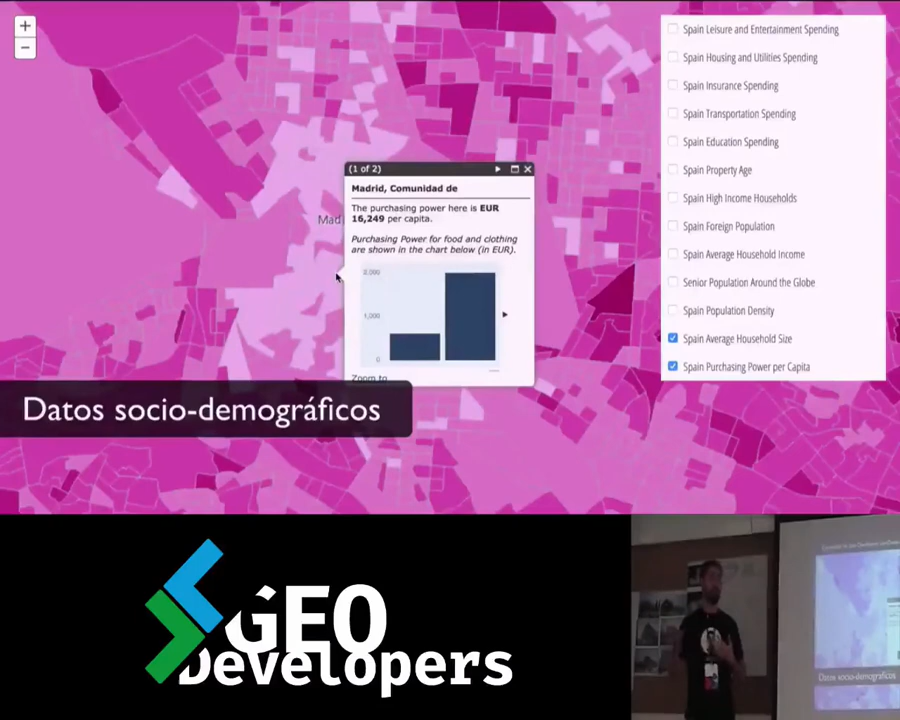 +
−
Mad
(1 of 2)
Madrid, Comunidad de
The purchasing power here is EUR
16,249 per capita.
Purchasing Power for food and clothing
are shown in the chart below (in EUR).
2,000
1,000
0
Zoom to
Spain Leisure and Entertainment Spending
Spain Housing and Utilities Spending
Spain Insurance Spending
Spain Transportation Spending
Spain Education Spending
Spain Property Age
Spain High Income Households
Spain Foreign Population
Spain Average Household Income
Senior Population Around the Globe
Spain Population Density
Spain Average Household Size
Spain Purchasing Power per Capita
Datos socio-demográficos
GEO
Developers
Datos socio-demográficos